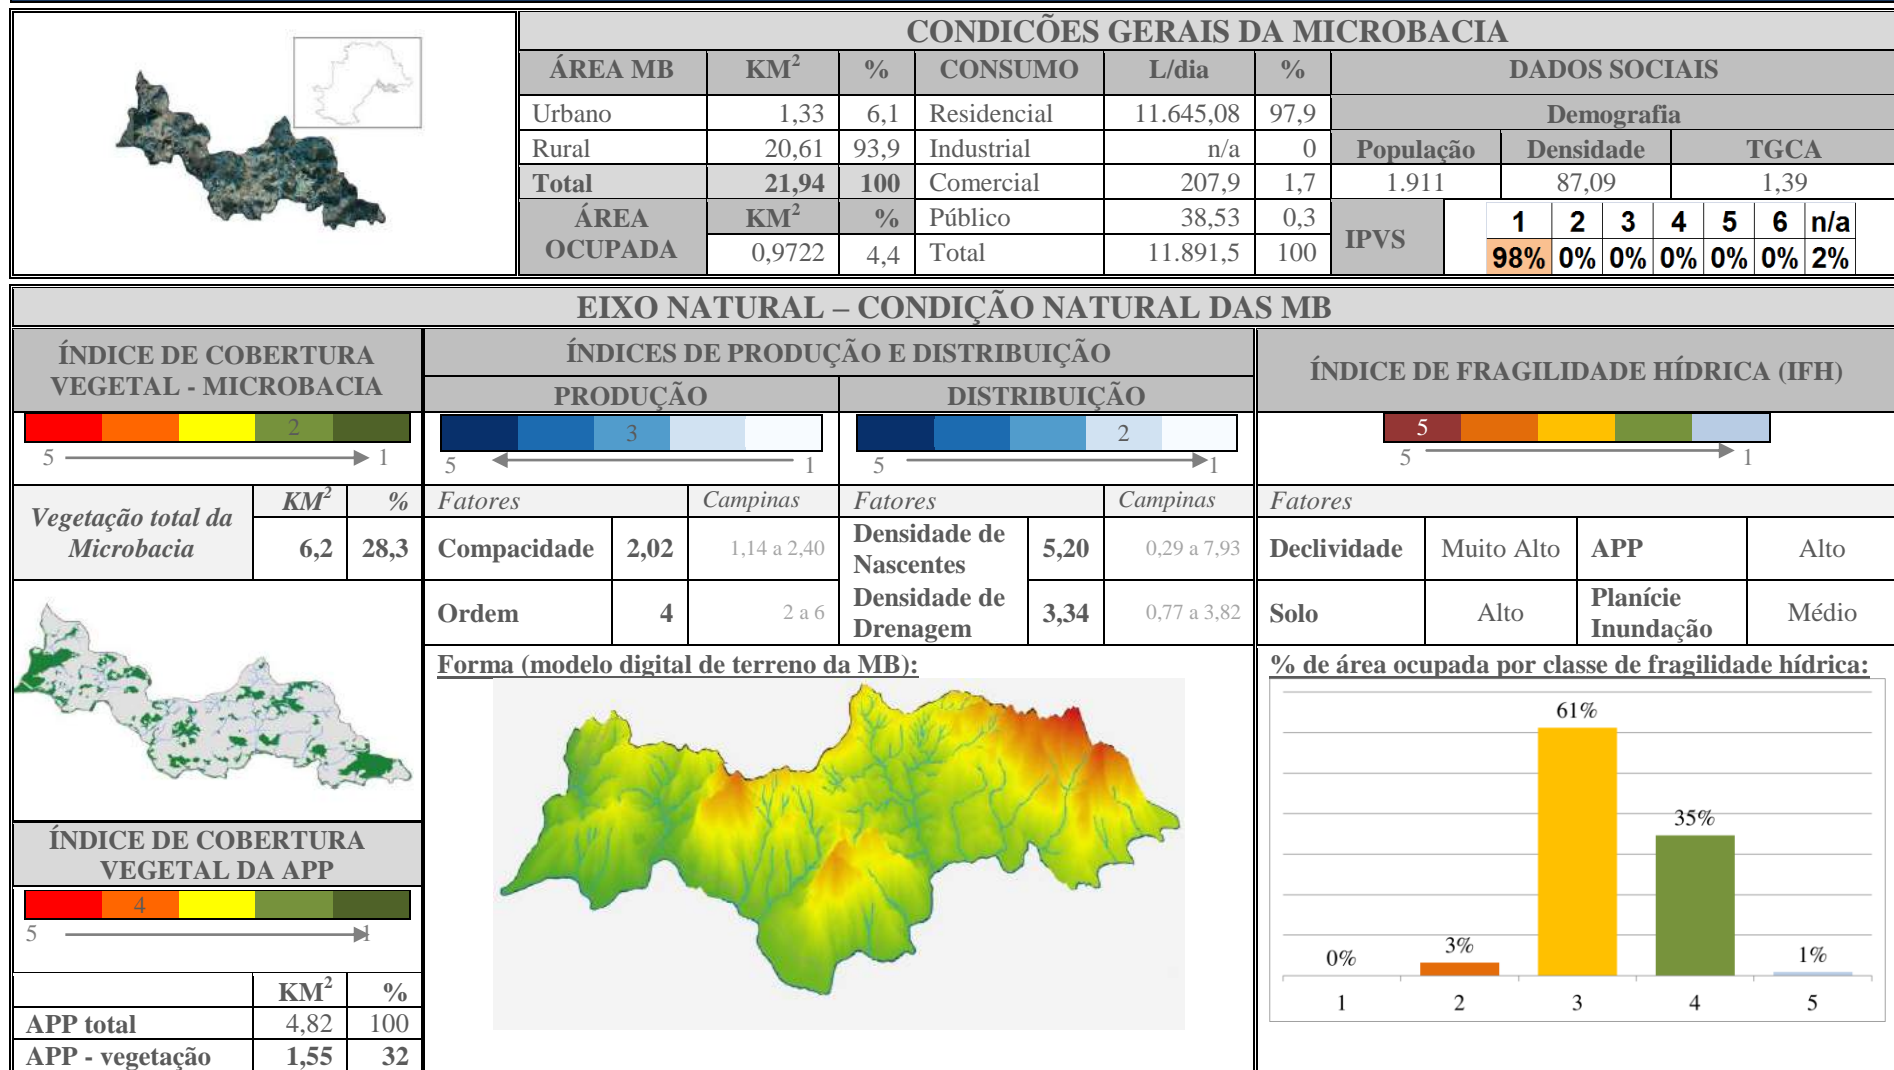 CONDICÕES GERAIS DA MICROBACIA
ÁREA MB KM² % CONSUMO L/dia % DADOS SOCIAIS
Urbano 1,33 6,1 Residencial 11.645,08 97,9 Demografia
Rural 20,61 93,9 Industrial n/a 0 População Densidade TGCA
Total 21,94 100 Comercial 207,9 1,7 1.911 87,09 1,39
ÁREA OCUPADA KM² % Público 38,53 0,3 IPVS 1 2 3 4 5 6 n/a
0,9722 4,4 Total 11.891,5 100 98% 0% 0% 0% 0% 0% 2%
EIXO NATURAL – CONDIÇÃO NATURAL DAS MB
ÍNDICE DE COBERTURA
VEGETAL - MICROBACIA
2
5 1
Vegetação total da
Microbacia
KM² %
6,2 28,3
ÍNDICE DE COBERTURA
VEGETAL DA APP
4
5 1
KM² %
APP total 4,82 100
APP - vegetação 1,55 32
ÍNDICES DE PRODUÇÃO E DISTRIBUIÇÃO
PRODUÇÃO DISTRIBUIÇÃO
3 2
5 1 5 1
Fatores Campinas Fatores Campinas
Compacidade 2,02 1,14 a 2,40 Densidade de
Nascentes 5,20 0,29 a 7,93
Ordem 4 2 a 6 Densidade de
Drenagem 3,34 0,77 a 3,82
Forma (modelo digital de terreno da MB):
ÍNDICE DE FRAGILIDADE HÍDRICA (IFH)
5
5 1
Fatores
Declividade Muito Alto APP Alto
Solo Alto Planície
Inundação Médio
% de área ocupada por classe de fragilidade hídrica:
61%
35%
3%
0%
1%
1 2 3 4 5